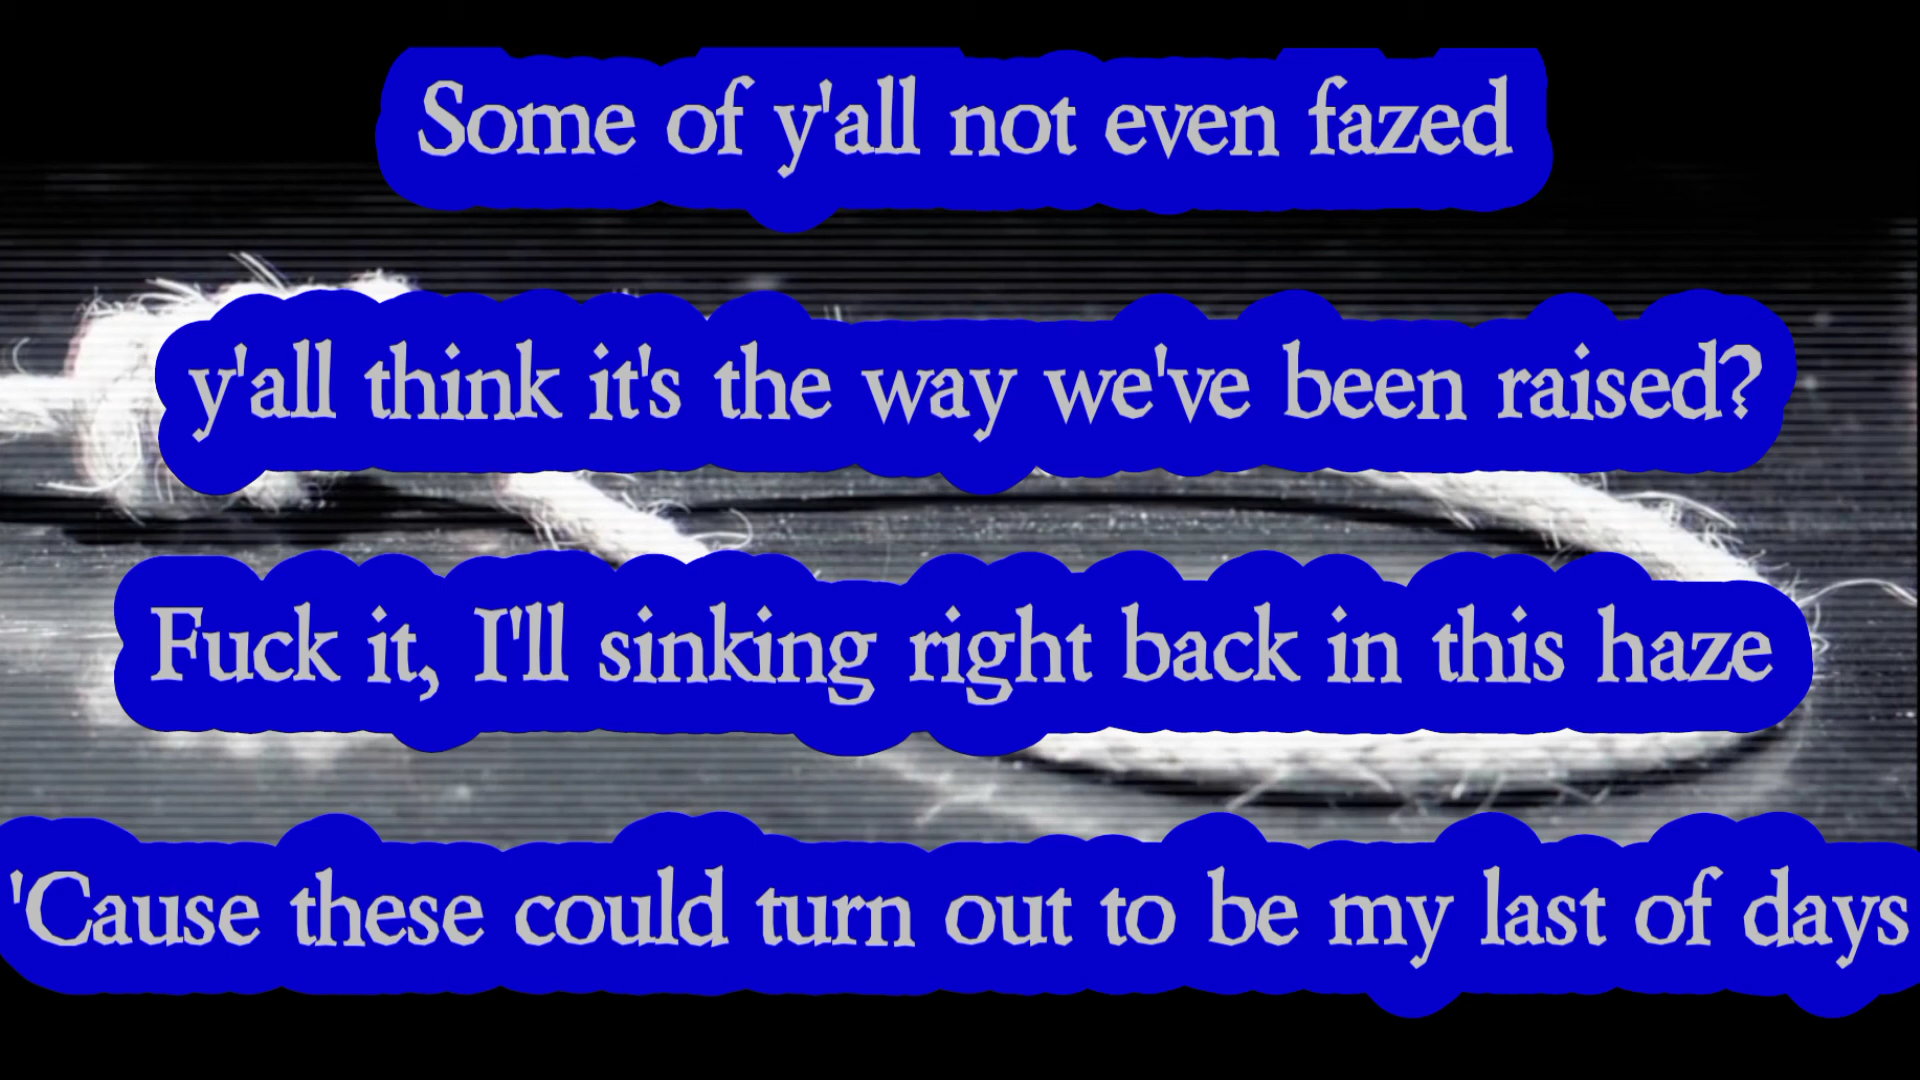 Some of y'all not even fazed
y'all think it's the way we've been raised?
Fuck it, I'll sinking right back in this haze
'Cause these could turn out to be my last of days